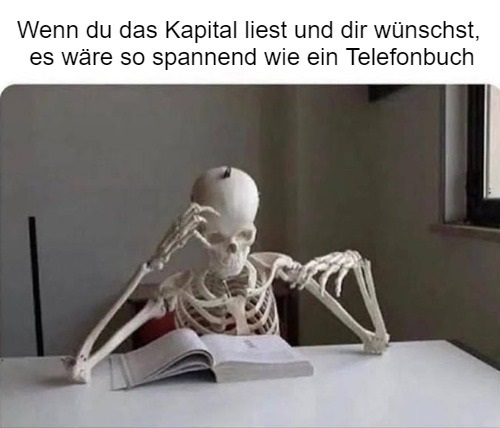 Wenn du das Kapital liest und dir wünschst,
es wäre so spannend wie ein Telefonbuch